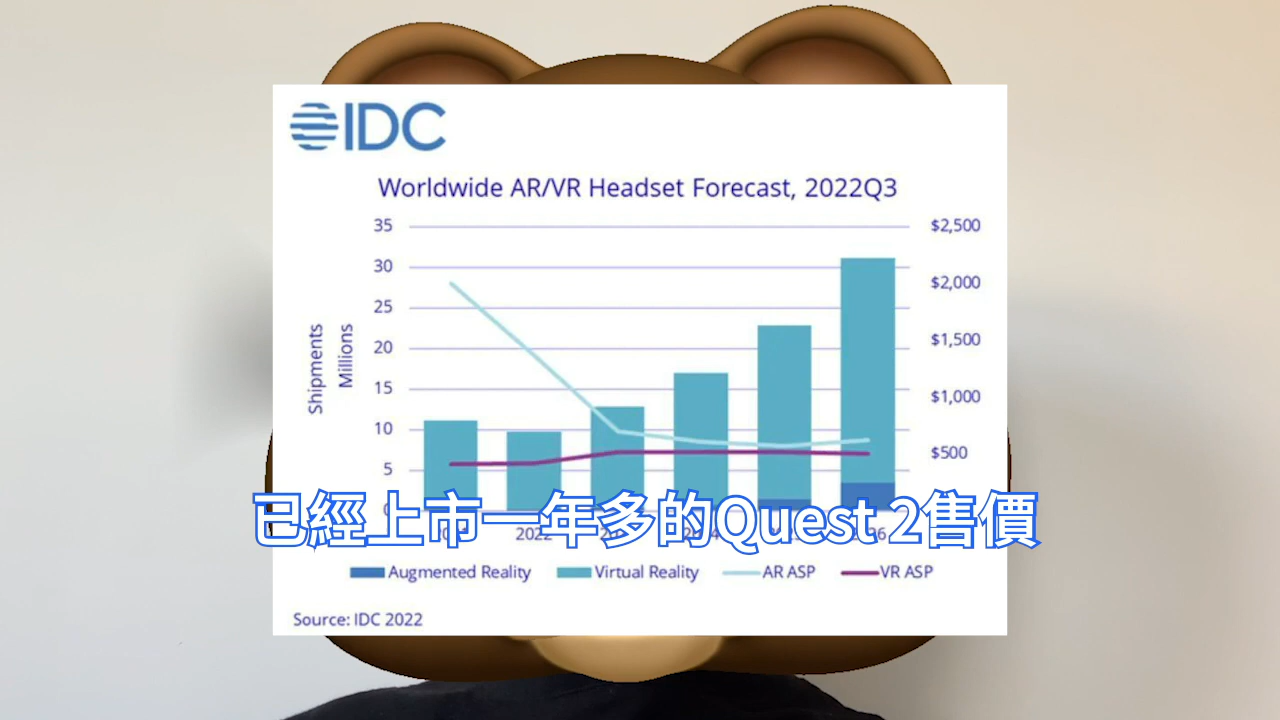 IDC
Worldwide AR/VR Headset Forecast, 2022Q3
35
30
25
20
15
10
5
Shipments
Millions
$2,500
$2,000
$1,500
$1,000
$500
2022
已經上市一年多的Quest 2售價
Augmented Reality
Virtual Reality
AR ASP
VR ASP
Source: IDC 2022